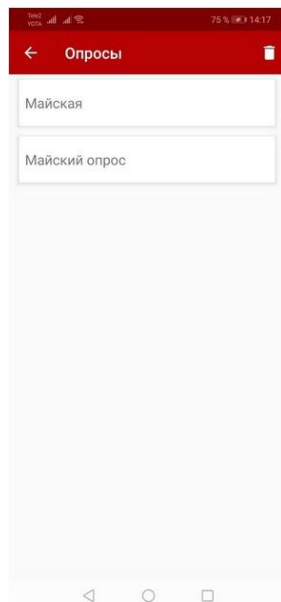 Tele2
YOTA
75 % 14:17
Опросы
Майская
Майский опрос